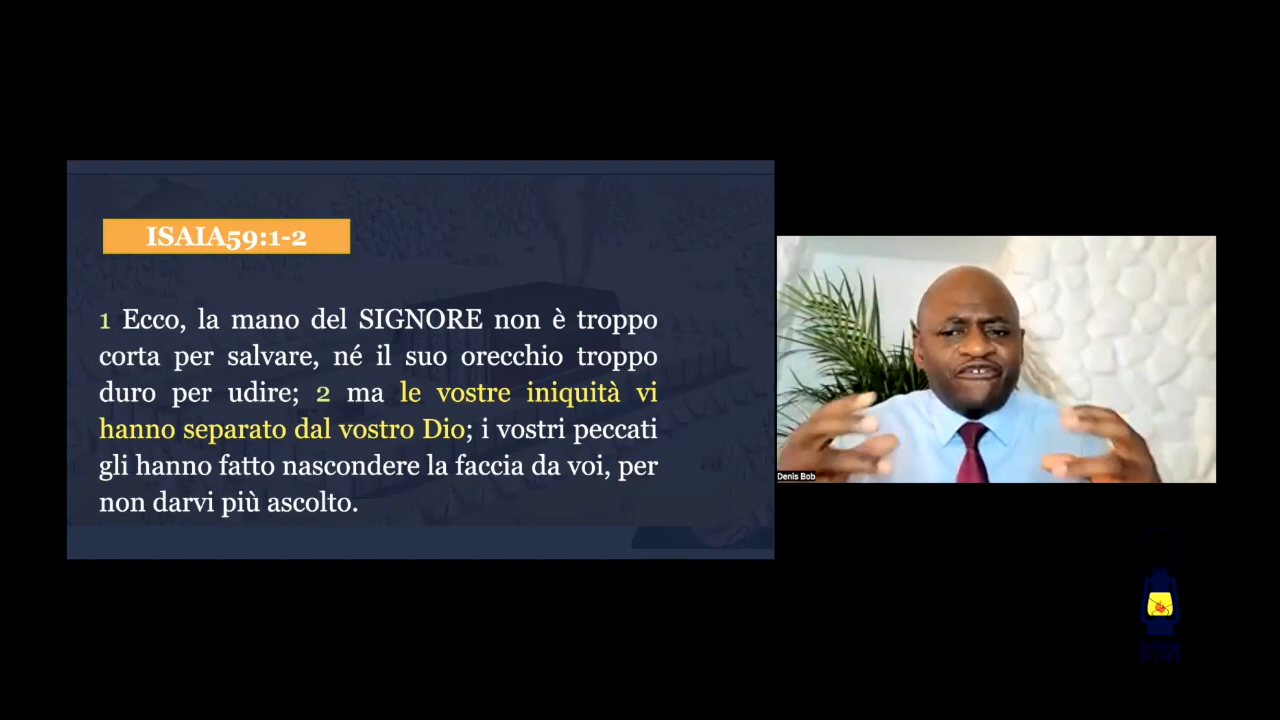 ISAIA59:1-2
1 Ecco, la mano del SIGNORE non è troppo
corta per salvare, né il suo orecchio troppo
duro per udire; 2 ma le vostre iniquità vi
hanno separato dal vostro Dio; i vostri peccati
gli hanno fatto nascondere la faccia da voi, per
non darvi più ascolto.
Denis Bob
DI LUCE